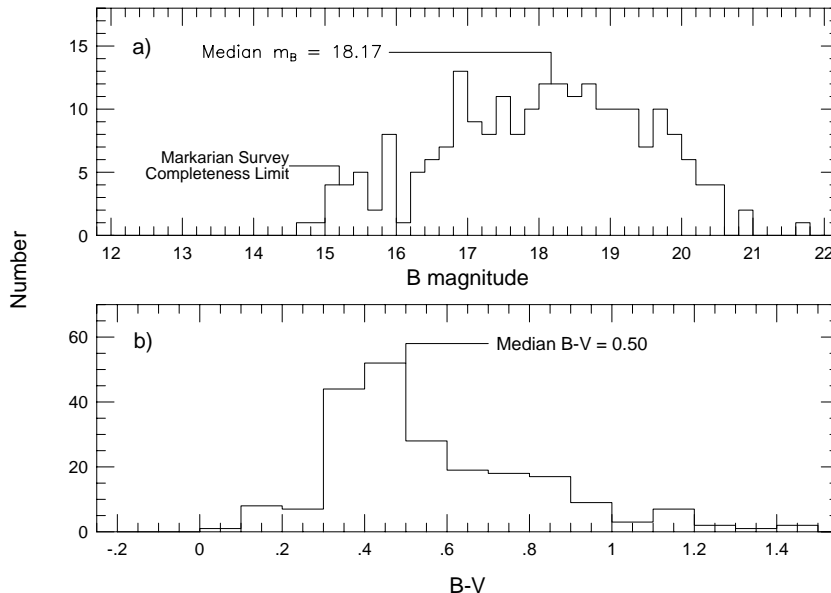 a)
Median mB = 18.17
Markarian Survey
Completeness Limit
15
10
5
0
12 13 14 15 16 17 18 19 20 21 22
B magnitude
Number
b)
Median B-V = 0.50
60
40
20
0
-.2 0 .2 .4 .6 .8 1 1.2 1.4
B-V